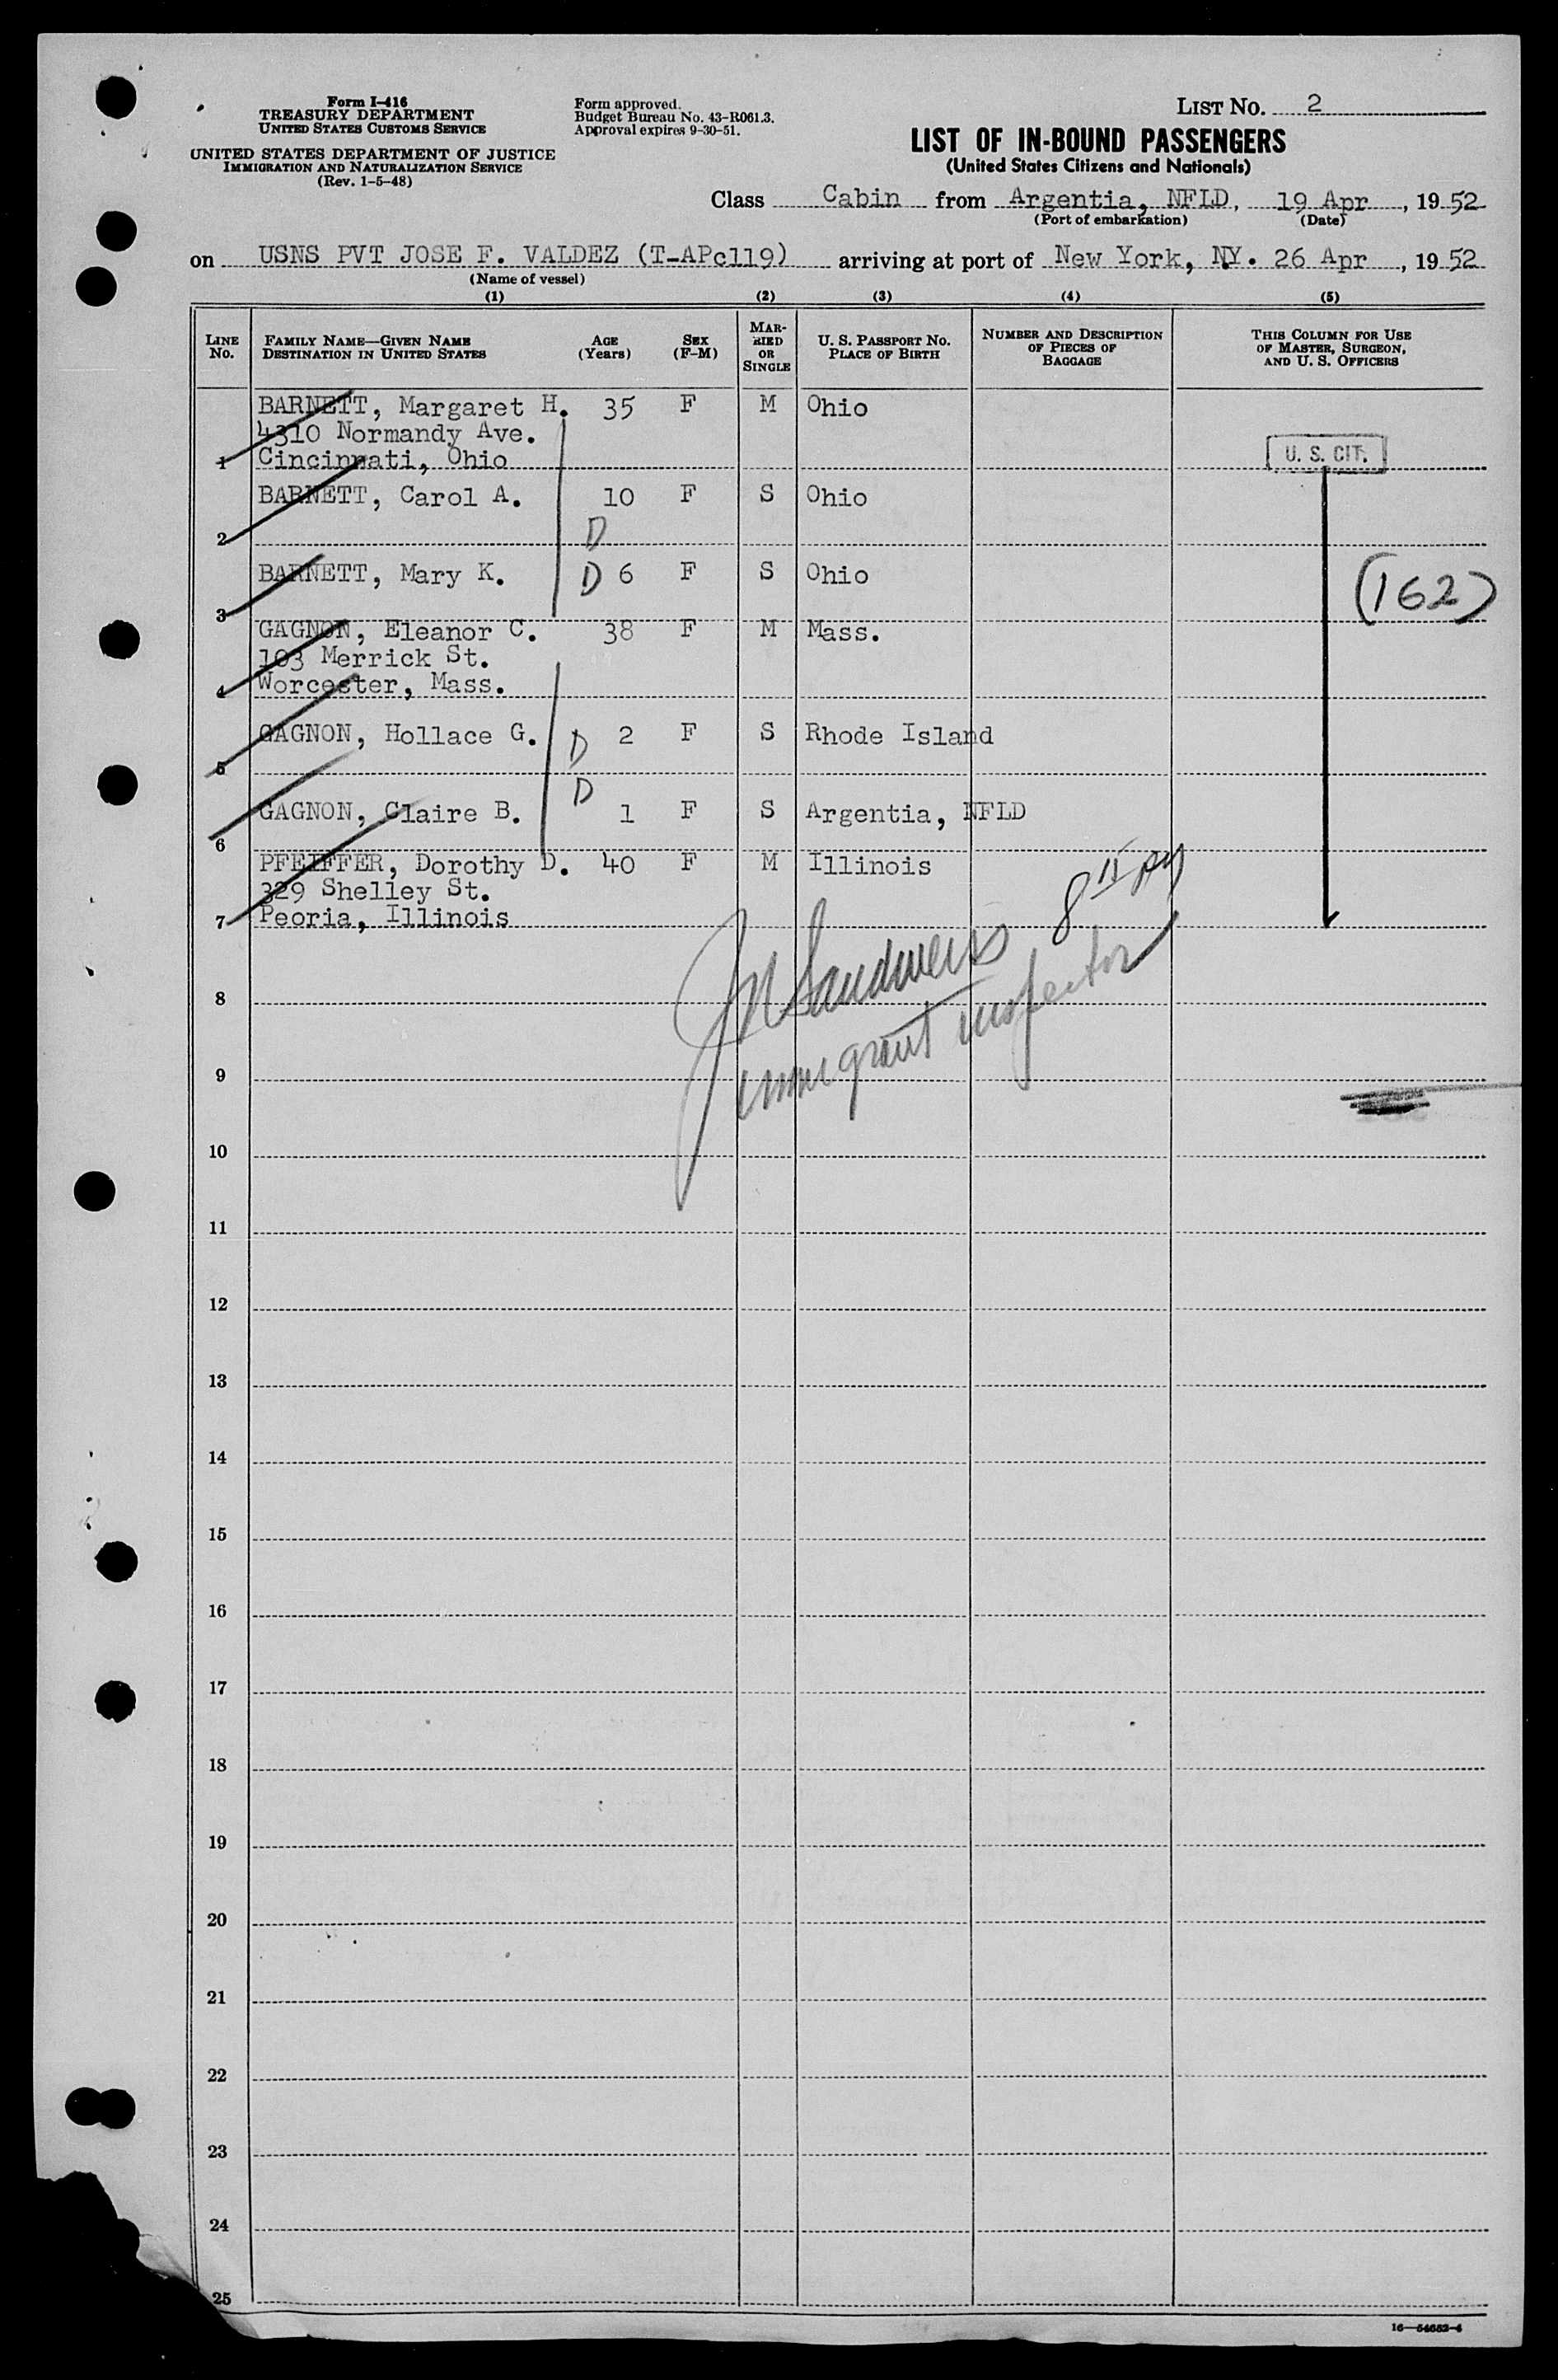 Form I-416
TREASURY DEPARTMENT
UNITED STATES CUSTOMS SERVICE
UNITED STATES DEPARTMENT OF JUSTICE
IMMIGRATION AND NATURALIZATION SERVICE
(Rev. 1-5-48)
Form approved.
Budget Bureau No. 43-R061.3.
Approval expires 9-30-51.
LIST No. 2
LIST OF IN-BOUND PASSENGERS
(United States Citizens and Nationals)
Class Cabin from Argentia, NFLD, 19 Apr, 1952
(Port of embarkation) (Date)
on USNS PVT JOSE F. VALDEZ (T-APc119) arriving at port of New York, NY. 26 Apr, 1952
(Name of vessel)
(1) (2) (3) (4) (5)
LINE No. FAMILY NAME—GIVEN NAME DESTINATION IN UNITED STATES AGE (Years) SEX (F-M) MARRIED OR SINGLE U. S. PASSPORT No. PLACE OF BIRTH NUMBER AND DESCRIPTION OF PIECES OF BAGGAGE THIS COLUMN FOR USE OF MASTER, SURGEON, AND U. S. OFFICERS
BARNETT, Margaret H. 35 F M Ohio
4310 Normandy Ave.
1 Cincinnati, Ohio U. S. CIT.
BARNETT, Carol A. 10 F S Ohio
2 D
BARNETT, Mary K. D 6 F S Ohio (162)
3
GAGNON, Eleanor C. 38 F M Mass.
103 Merrick St.
4 Worcester, Mass.
GAGNON, Hollace G. D 2 F S Rhode Island
5
D
GAGNON, Claire B. 1 F S Argentia, NFLD
6
PFEIFFER, Dorothy D. 40 F M Illinois
329 Shelley St.
7 Peoria, Illinois
immigrant inspector
8
9
10
11
12
13
14
15
16
17
18
19
20
21
22
23
24
25
16—54652-4